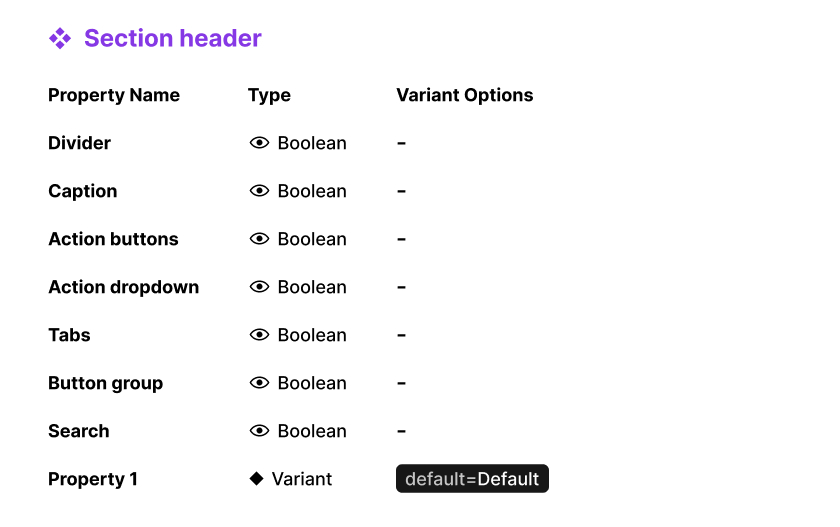 Section header
Property Name Type Variant Options
Divider Boolean -
Caption Boolean -
Action buttons Boolean -
Action dropdown Boolean -
Tabs Boolean -
Button group Boolean -
Search Boolean -
Property 1 Variant default=Default